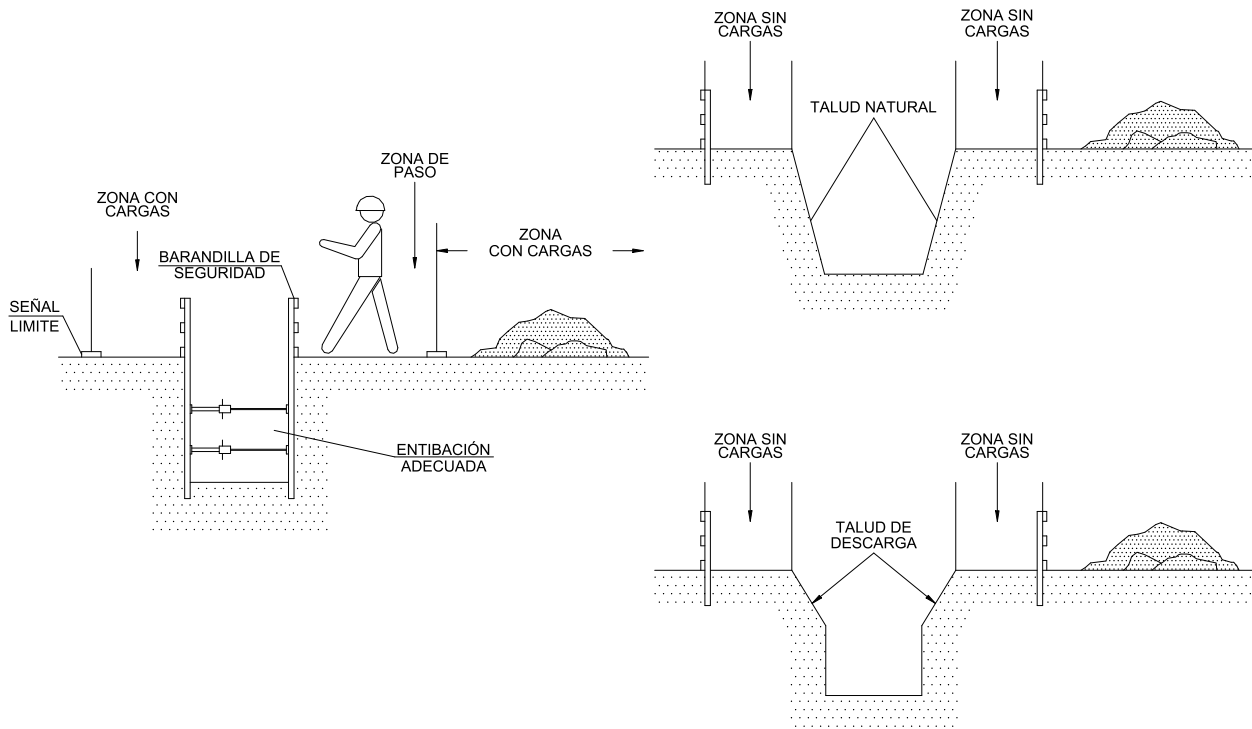 ZONA CON
CARGAS
BARANDILLA DE
SEGURIDAD
SEÑAL
LIMITE
ZONA DE
PASO
ZONA
CON CARGAS
ENTIBACIÓN
ADECUADA
ZONA SIN
CARGAS
ZONA SIN
CARGAS
TALUD NATURAL
ZONA SIN
CARGAS
ZONA SIN
CARGAS
TALUD DE
DESCARGA